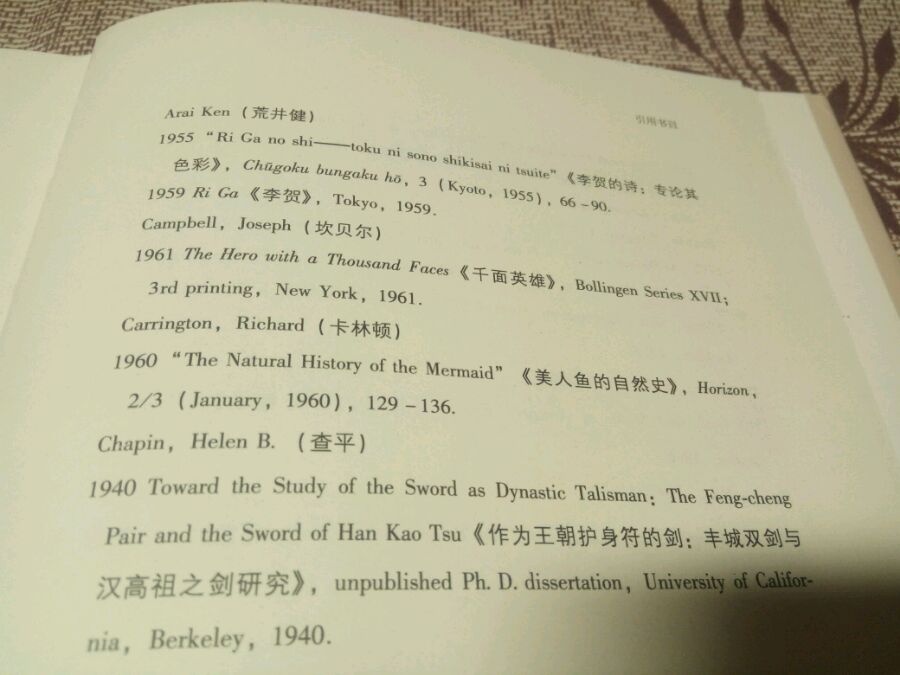 引用书目
Arai Ken（荒井健）
1955 “Ri Ga no shi——toku ni sono shikisai ni tsuite”《李贺的诗：专论其
色彩》，Chūgoku bungaku hō，3（Kyoto，1955），66－90．
1959 Ri Ga《李贺》，Tokyo，1959．
Campbell，Joseph（坎贝尔）
1961 The Hero with a Thousand Faces《千面英雄》，Bollingen Series XVII；
3rd printing，New York，1961．
Carrington，Richard（卡林顿）
1960 “The Natural History of the Mermaid”《美人鱼的自然史》，Horizon，
2/3（January，1960），129－136．
Chapin，Helen B.（查平）
1940 Toward the Study of the Sword as Dynastic Talisman：The Feng-cheng
Pair and the Sword of Han Kao Tsu《作为王朝护身符的剑：丰城双剑与
汉高祖之剑研究》，unpublished Ph. D. dissertation，University of Califor-
nia，Berkeley，1940．